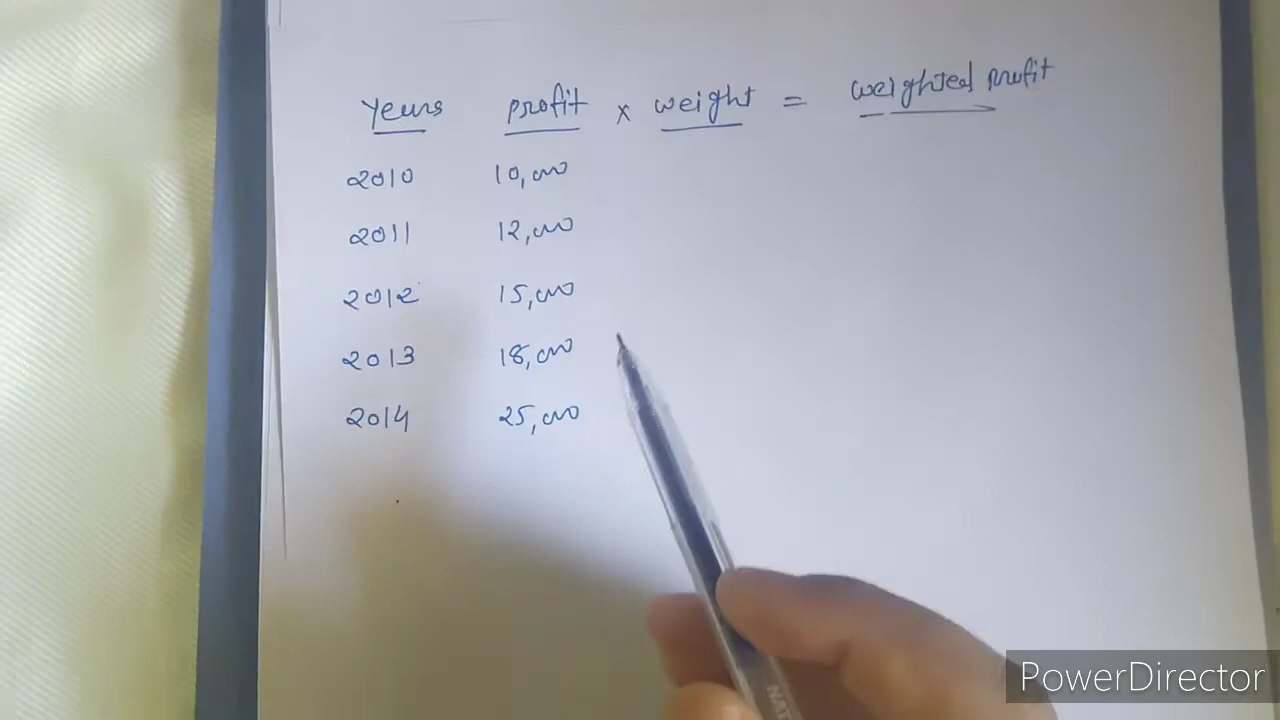 Years profit × weight = weighted profit
2010 10,000
2011 12,000
2012 15,000
2013 18,000
2014 25,000
PowerDirector